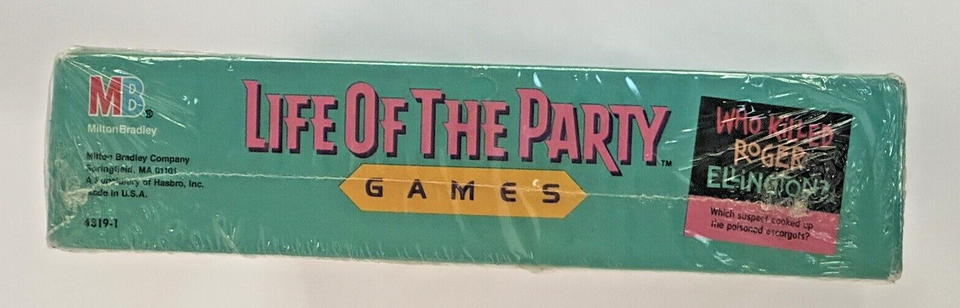 MB®
Milton Bradley
Milton Bradley Company
Springfield, MA 01101
A Subsidiary of Hasbro, Inc.
Made in U.S.A.
4319-1
LIFE OF THE PARTY™
GAMES
WHO KILLED
ROGER
ELLINGTON?
Which suspect cooked up
the poisoned escargots?